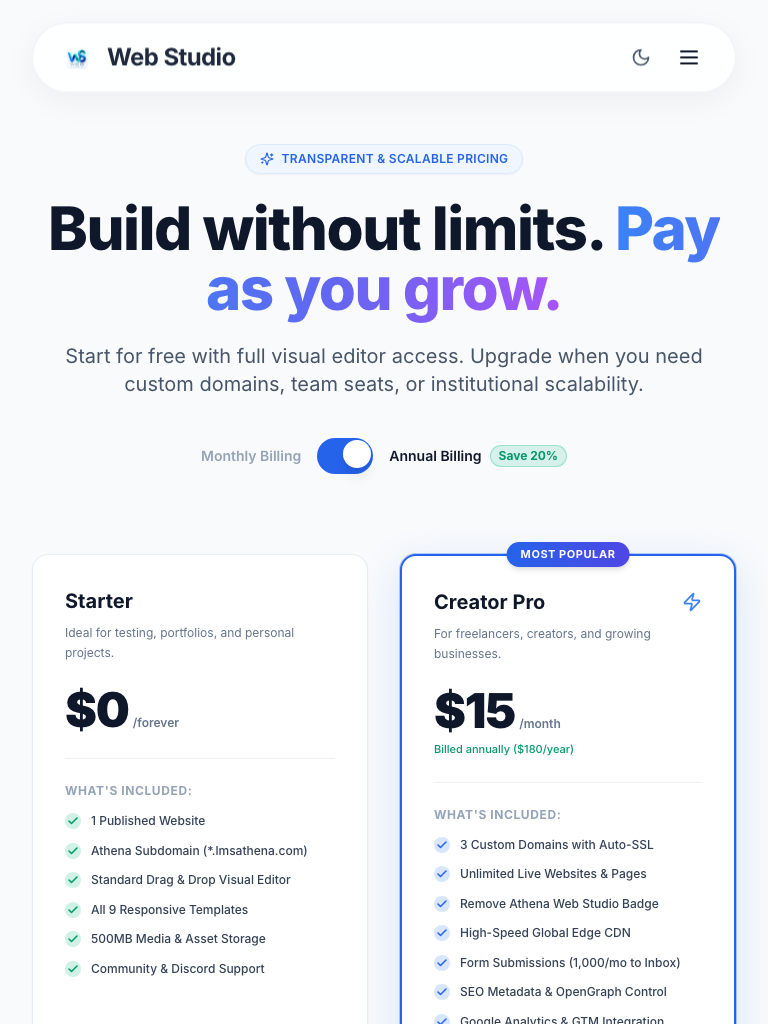 Web Studio
TRANSPARENT & SCALABLE PRICING
Build without limits. Pay
as you grow.
Start for free with full visual editor access. Upgrade when you need
custom domains, team seats, or institutional scalability.
Monthly Billing
Annual Billing
Save 20%
Starter
Ideal for testing, portfolios, and personal
projects.
$0 /forever
WHAT'S INCLUDED:
1 Published Website
Athena Subdomain (*.lmsathena.com)
Standard Drag & Drop Visual Editor
All 9 Responsive Templates
500MB Media & Asset Storage
Community & Discord Support
MOST POPULAR
Creator Pro
For freelancers, creators, and growing
businesses.
$15 /month
Billed annually ($180/year)
WHAT'S INCLUDED:
3 Custom Domains with Auto-SSL
Unlimited Live Websites & Pages
Remove Athena Web Studio Badge
High-Speed Global Edge CDN
Form Submissions (1,000/mo to Inbox)
SEO Metadata & OpenGraph Control
Google Analytics & GTM Integration